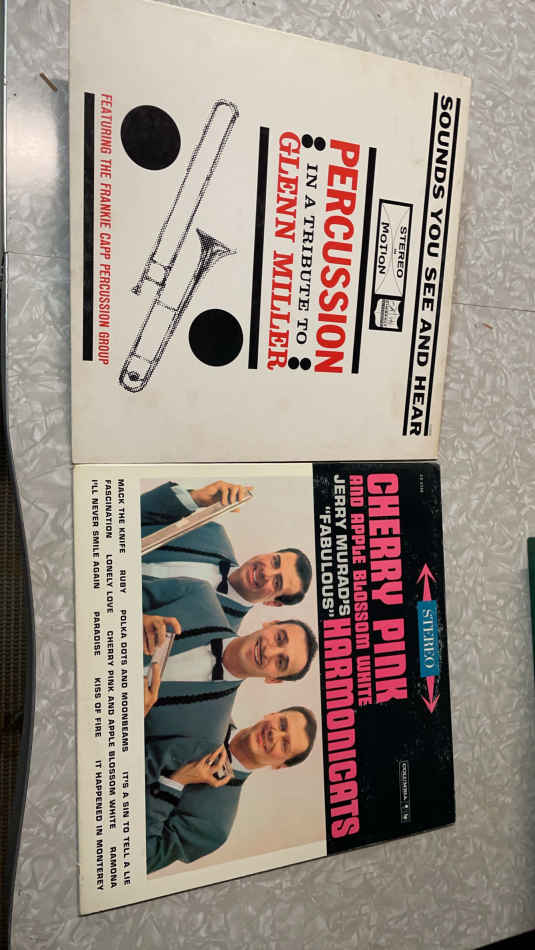 SOUNDS YOU SEE AND HEAR
STEREO
IN
MOTION
PERCUSSION
IN A TRIBUTE TO
GLENN MILLER
FEATURING THE FRANKIE CAPP PERCUSSION GROUP
STEREO
COLUMBIA
CHERRY PINK
AND APPLE BLOSSOM WHITE
JERRY MURAD'S
"FABULOUS" HARMONICATS
MACK THE KNIFE RUBY POLKA DOTS AND MOONBEAMS IT'S A SIN TO TELL A LIE
FASCINATION LONELY LOVE CHERRY PINK AND APPLE BLOSSOM WHITE RAMONA
I'LL NEVER SMILE AGAIN PARADISE KISS OF FIRE IT HAPPENED IN MONTEREY